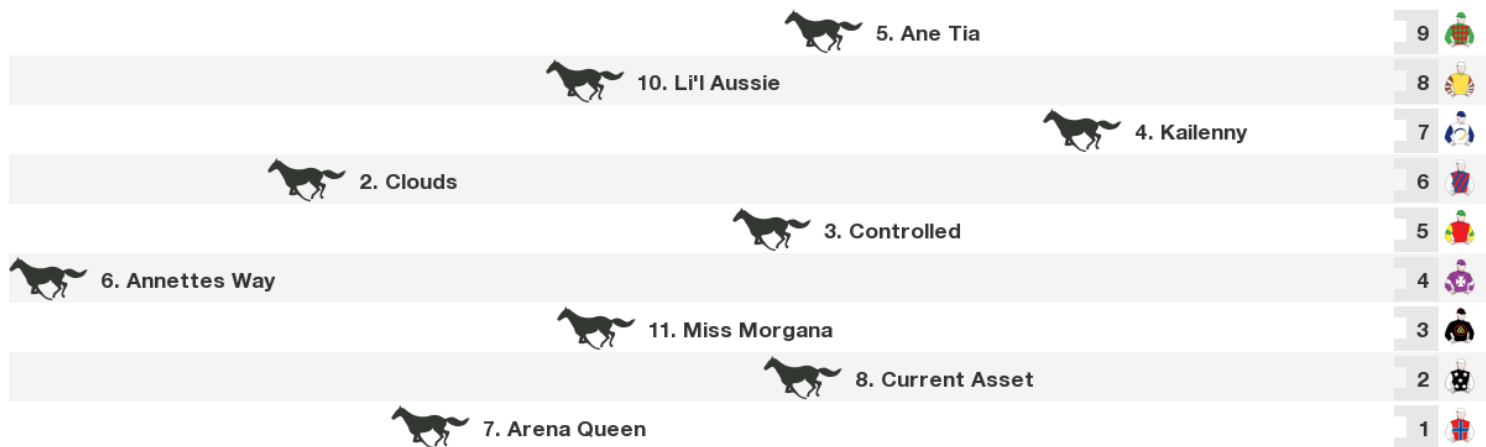 5. Ane Tia 9
10. Li'l Aussie 8
4. Kailenny 7
2. Clouds 6
3. Controlled 5
6. Annettes Way 4
11. Miss Morgana 3
8. Current Asset 2
7. Arena Queen 1